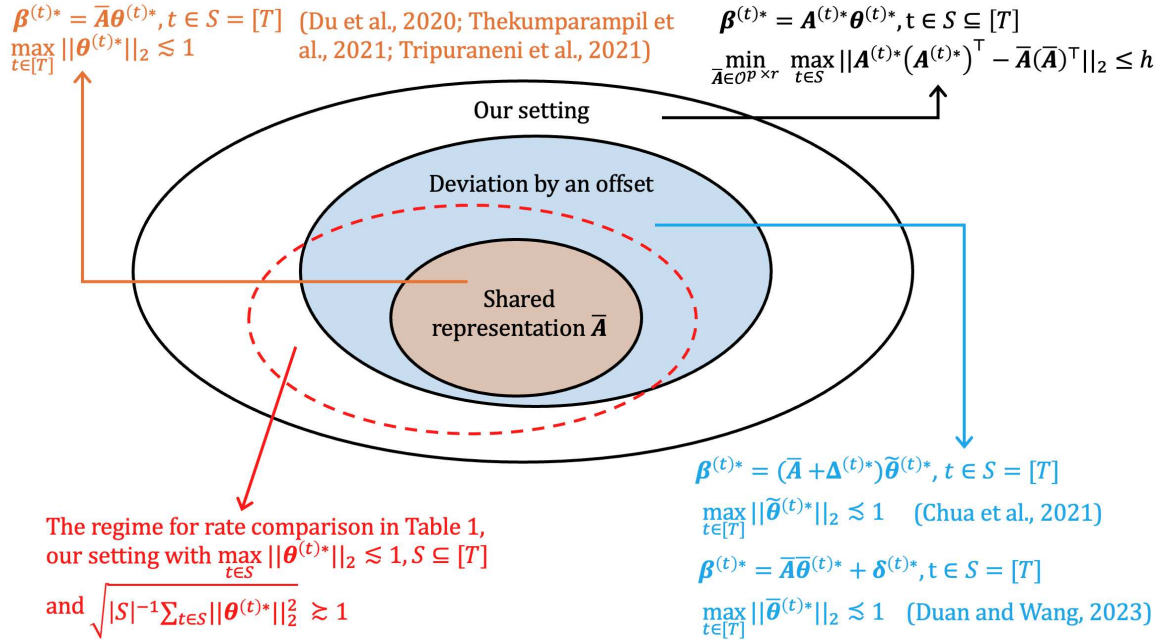 β^{(t)*} = A̅θ^{(t)*}, t ∈ S = [T] (Du et al., 2020; Thekumparampil
max_{t∈[T]} ||θ^{(t)*}||_2 ≲ 1 et al., 2021; Tripuraneni et al., 2021)
β^{(t)*} = A^{(t)*}θ^{(t)*}, t ∈ S ⊆ [T]
min_{A̅∈𝒪^{p×r}} max_{t∈S} ||A^{(t)*}(A^{(t)*})^⊤ − A̅(A̅)^⊤||_2 ≤ h
Our setting
Deviation by an offset
Shared
representation A̅
The regime for rate comparison in Table 1,
our setting with max_{t∈S} ||θ^{(t)*}||_2 ≲ 1, S ⊆ [T]
and √(|S|^{-1}∑_{t∈S}||θ^{(t)*}||_2^2) ≳ 1
β^{(t)*} = (A̅ + Δ^{(t)*})θ̃^{(t)*}, t ∈ S = [T]
max_{t∈[T]} ||θ̃^{(t)*}||_2 ≾ 1 (Chua et al., 2021)
β^{(t)*} = A̅θ̅^{(t)*} + δ^{(t)*}, t ∈ S = [T]
max_{t∈[T]} ||θ̅^{(t)*}||_2 ≾ 1 (Duan and Wang, 2023)